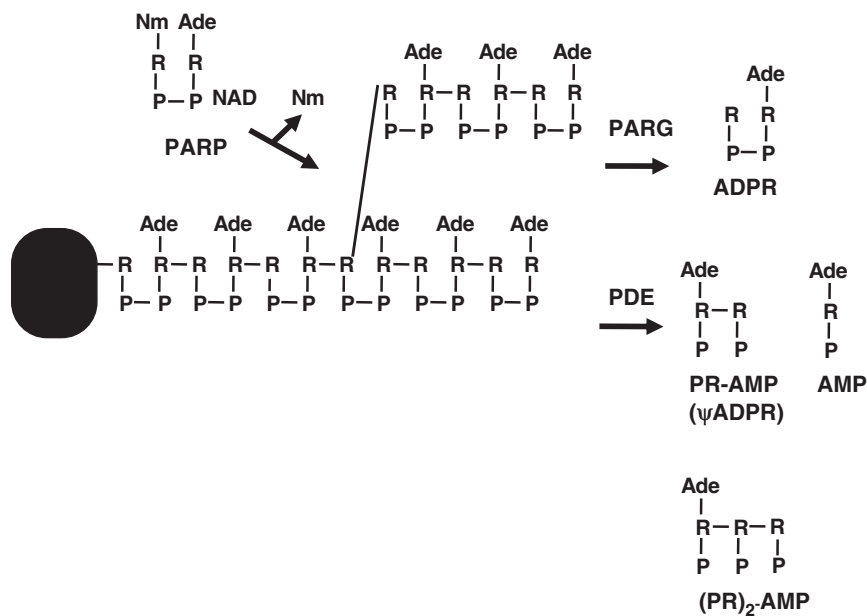 Nm Ade
R R
P P NAD
PARP
Nm
Ade Ade Ade
R R R R R R
P P P P P P
PARG
Ade
R R
P P
ADPR
Ade Ade Ade Ade Ade Ade
R R R R R R R R R R R R
P P P P P P P P P P P P
PDE
Ade
R R
P P
PR-AMP
(ψADPR)
Ade
R
P
AMP
Ade
R R R
P P P
(PR)2-AMP